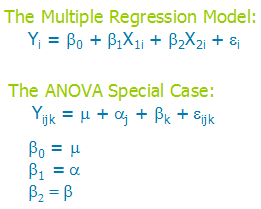 The Multiple Regression Model:
Yᵢ = β₀ + β₁X₁ᵢ + β₂X₂ᵢ + εᵢ
The ANOVA Special Case:
Yᵢⱼₖ = μ + αⱼ + βₖ + εᵢⱼₖ
β₀ = μ
β₁ = α
β₂ = β